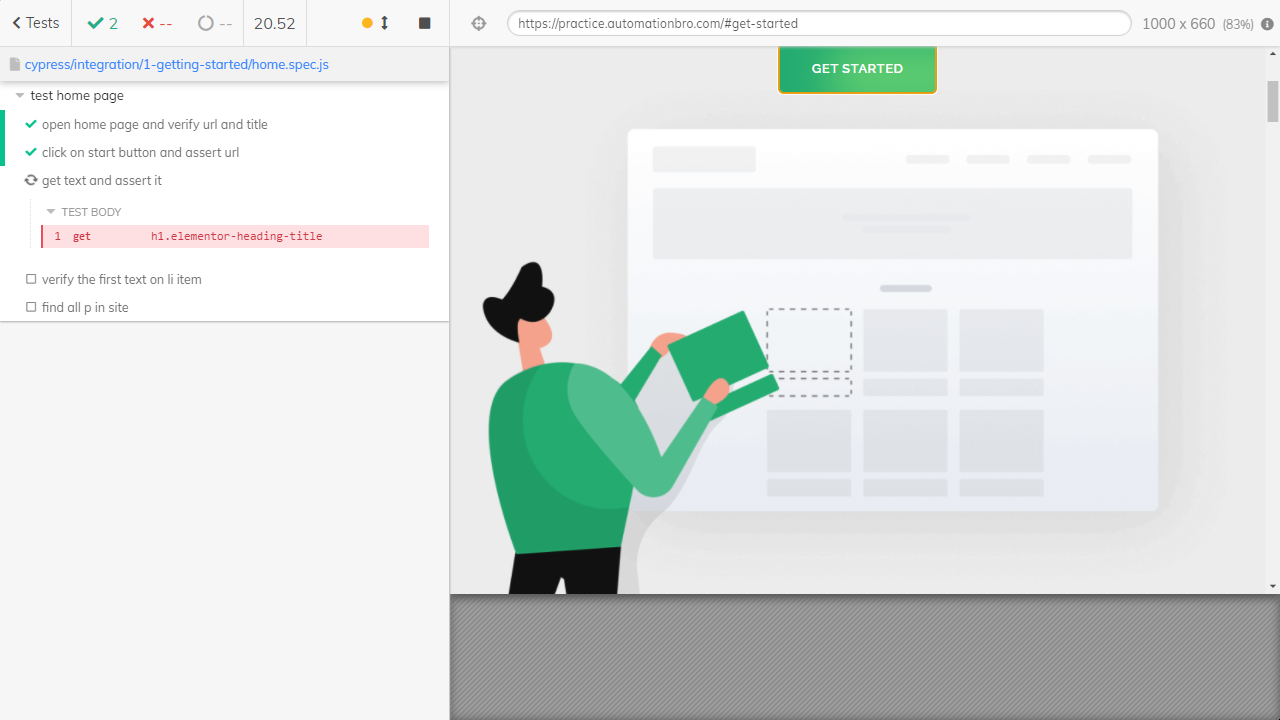 Tests
2
--
--
20.52
https://practice.automationbro.com/#get-started
1000 x 660 (83%)
cypress/integration/1-getting-started/home.spec.js
test home page
open home page and verify url and title
click on start button and assert url
get text and assert it
TEST BODY
1 get h1.elementor-heading-title
verify the first text on li item
find all p in site
GET STARTED